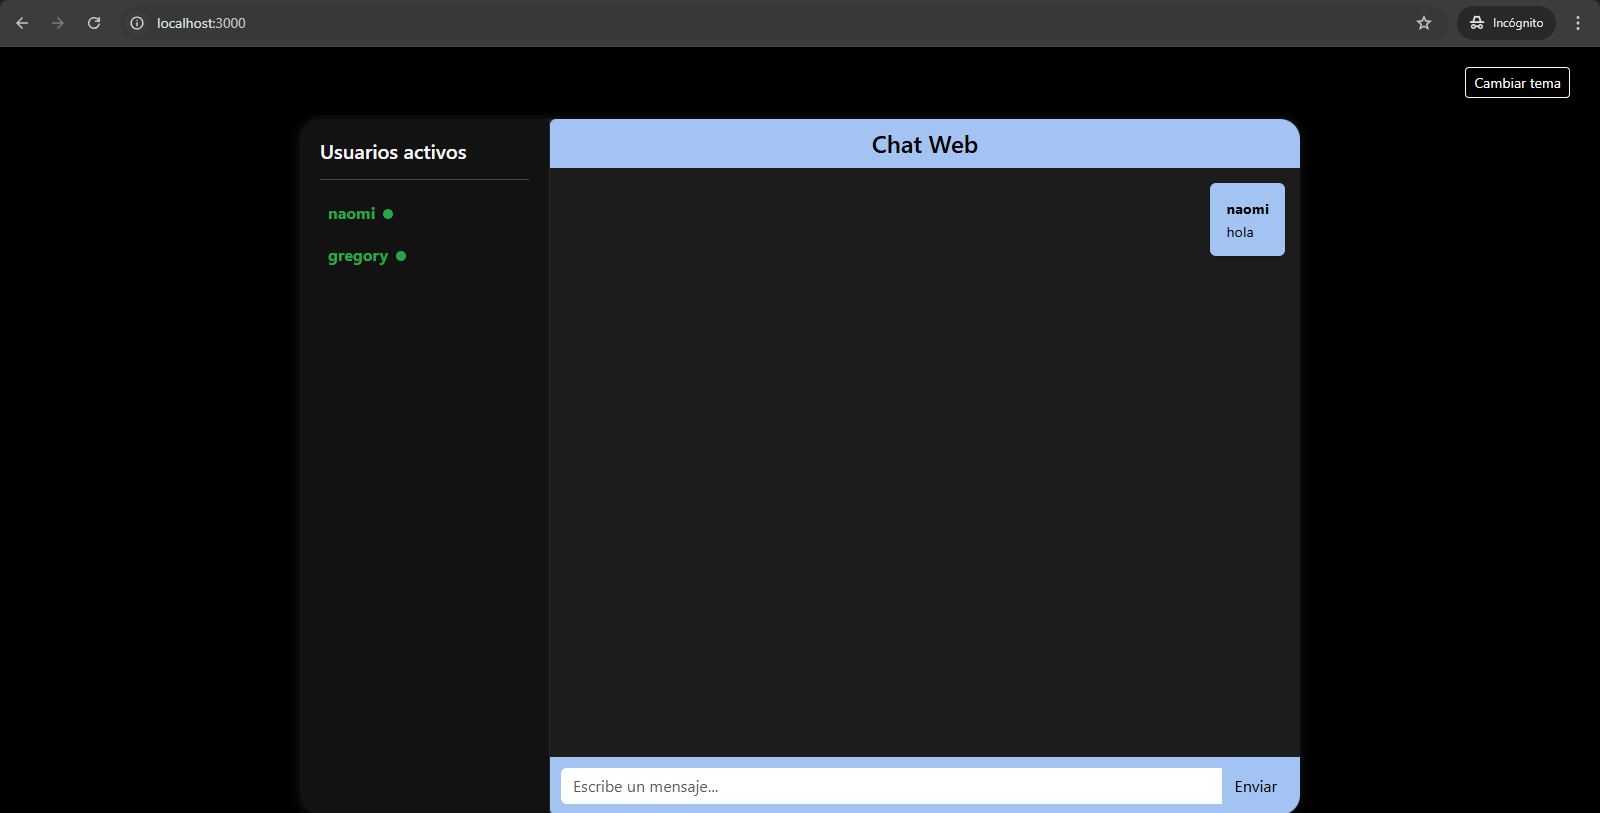 localhost:3000
Incógnito
Cambiar tema
Usuarios activos
naomi
gregory
Chat Web
naomi
hola
Escribe un mensaje...
Enviar